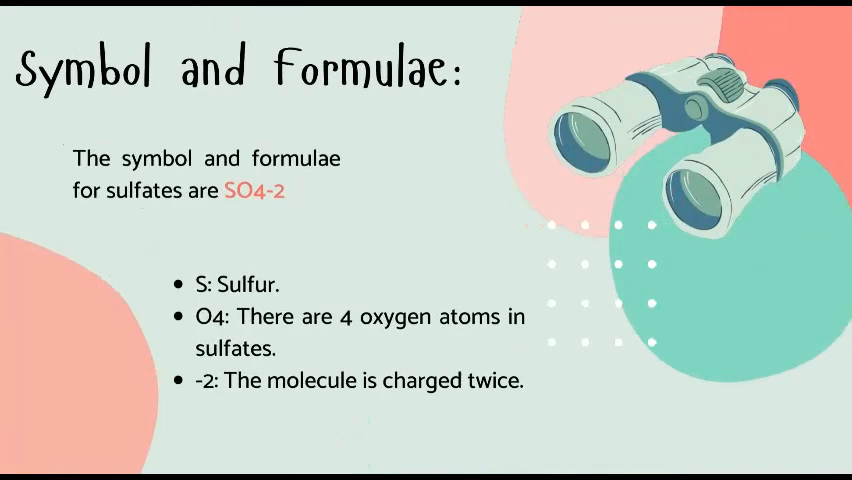 Symbol and Formulae:
The symbol and formulae
for sulfates are SO4-2
• S: Sulfur.
• O4: There are 4 oxygen atoms in
sulfates.
• -2: The molecule is charged twice.